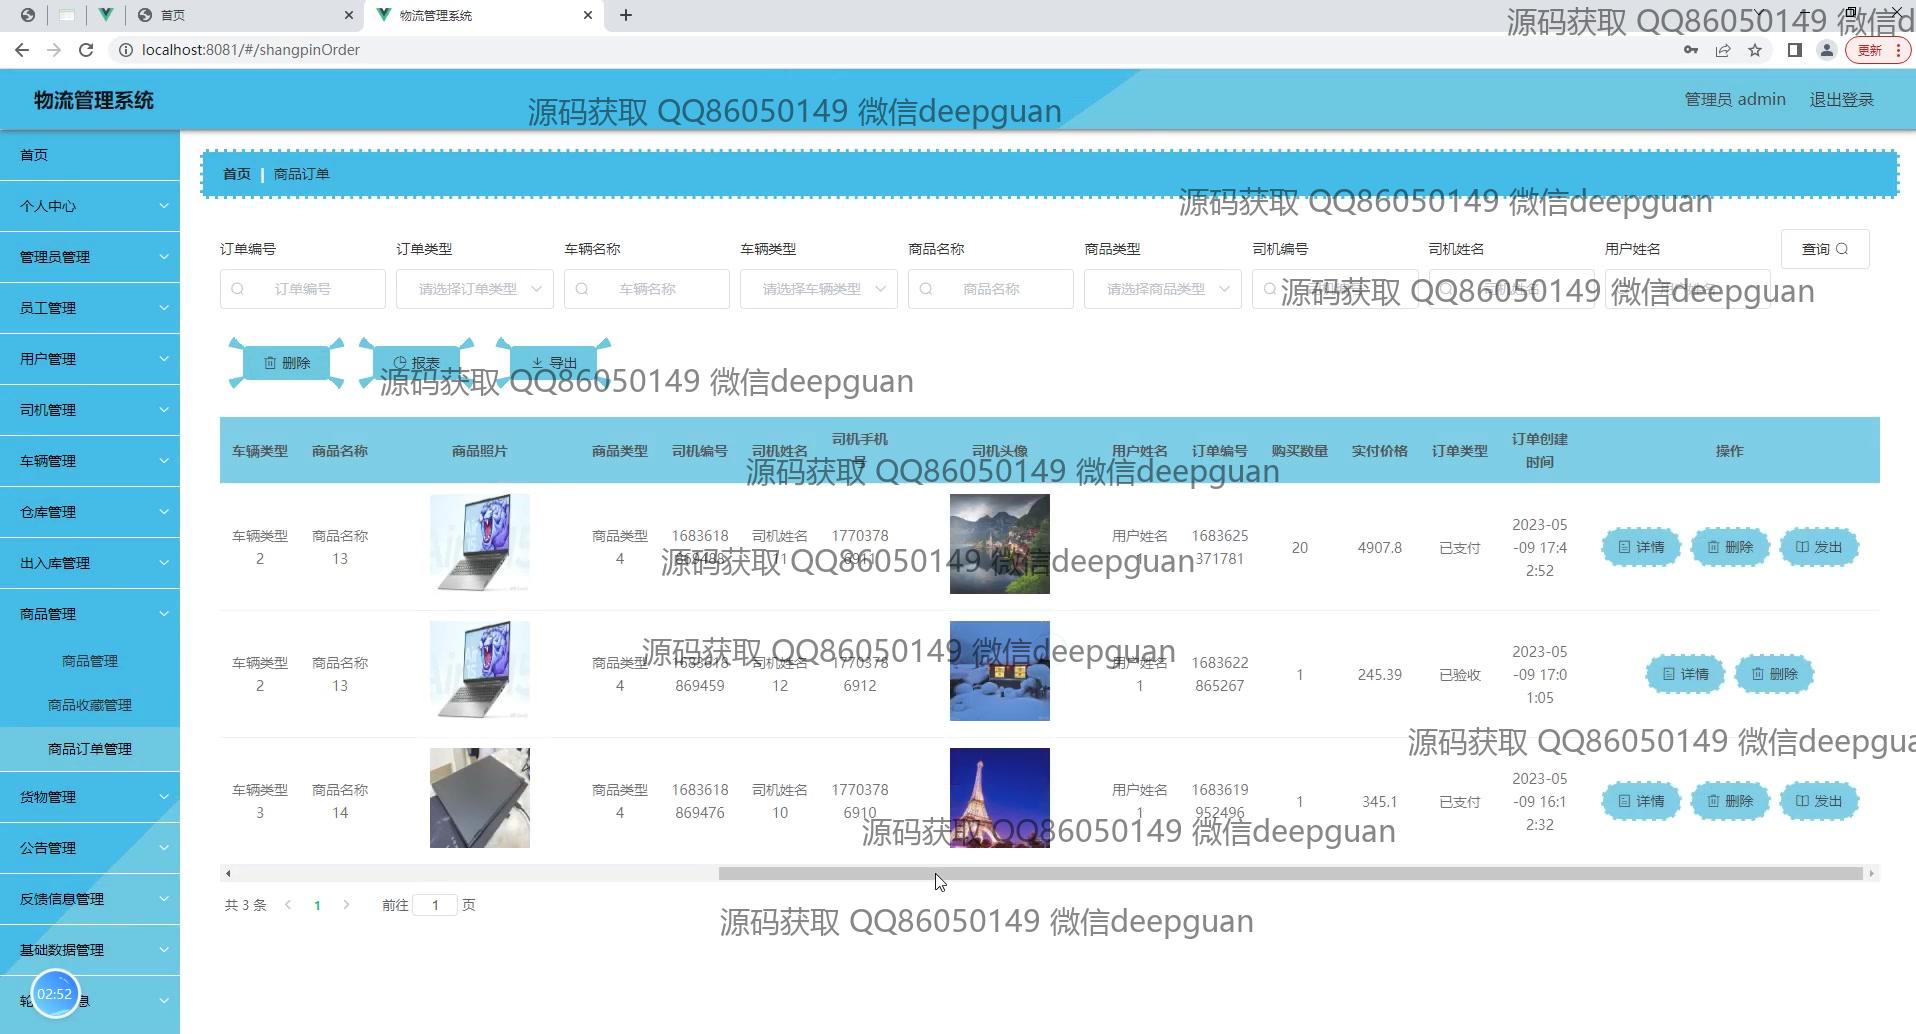 首页
物流管理系统
源码获取 QQ86050149 微信d
localhost:8081/#/shangpinOrder
更新
物流管理系统
源码获取 QQ86050149 微信deepguan
管理员 admin 退出登录
首页
个人中心
管理员管理
员工管理
用户管理
司机管理
车辆管理
仓库管理
出入库管理
商品管理
商品管理
商品收藏管理
商品订单管理
货物管理
公告管理
反馈信息管理
基础数据管理
02:52
首页 | 商品订单
源码获取 QQ86050149 微信deepguan
订单编号 订单类型 车辆名称 车辆类型 商品名称 商品类型 司机编号 司机姓名 用户姓名 查询
订单编号 请选择订单类型 车辆名称 请选择车辆类型 商品名称 请选择商品类型
源码获取 QQ86050149 微信deepguan
删除 报表 导出
源码获取 QQ86050149 微信deepguan
车辆类型 商品名称 商品照片 商品类型 司机编号 司机姓名 司机手机号 司机头像 用户姓名 订单编号 购买数量 实付价格 订单类型 订单创建时间 操作
源码获取 QQ86050149 微信deepguan
车辆类型 商品名称 商品类型 1683618 司机姓名 1770378 用户姓名 1683625 2023-05
2 13 4 11 6911 1 371781 20 4907.8 已支付 -09 17:4 详情 删除 发出
2:52
源码获取 QQ86050149 微信deepguan
源码获取 QQ86050149 微信deepguan
车辆类型 商品名称 商品类型 1683618 司机姓名 1770378 用户姓名 1683622 2023-05
2 13 4 869459 12 6912 1 865267 1 245.39 已验收 -09 17:0 详情 删除
1:05
源码获取 QQ86050149 微信deepgua
车辆类型 商品名称 商品类型 1683618 司机姓名 1770378 用户姓名 1683619 2023-05
3 14 4 869476 10 6910 1 952496 1 345.1 已支付 -09 16:1 详情 删除 发出
2:32
源码获取 QQ86050149 微信deepguan
共 3 条 1 前往 1 页
源码获取 QQ86050149 微信deepguan